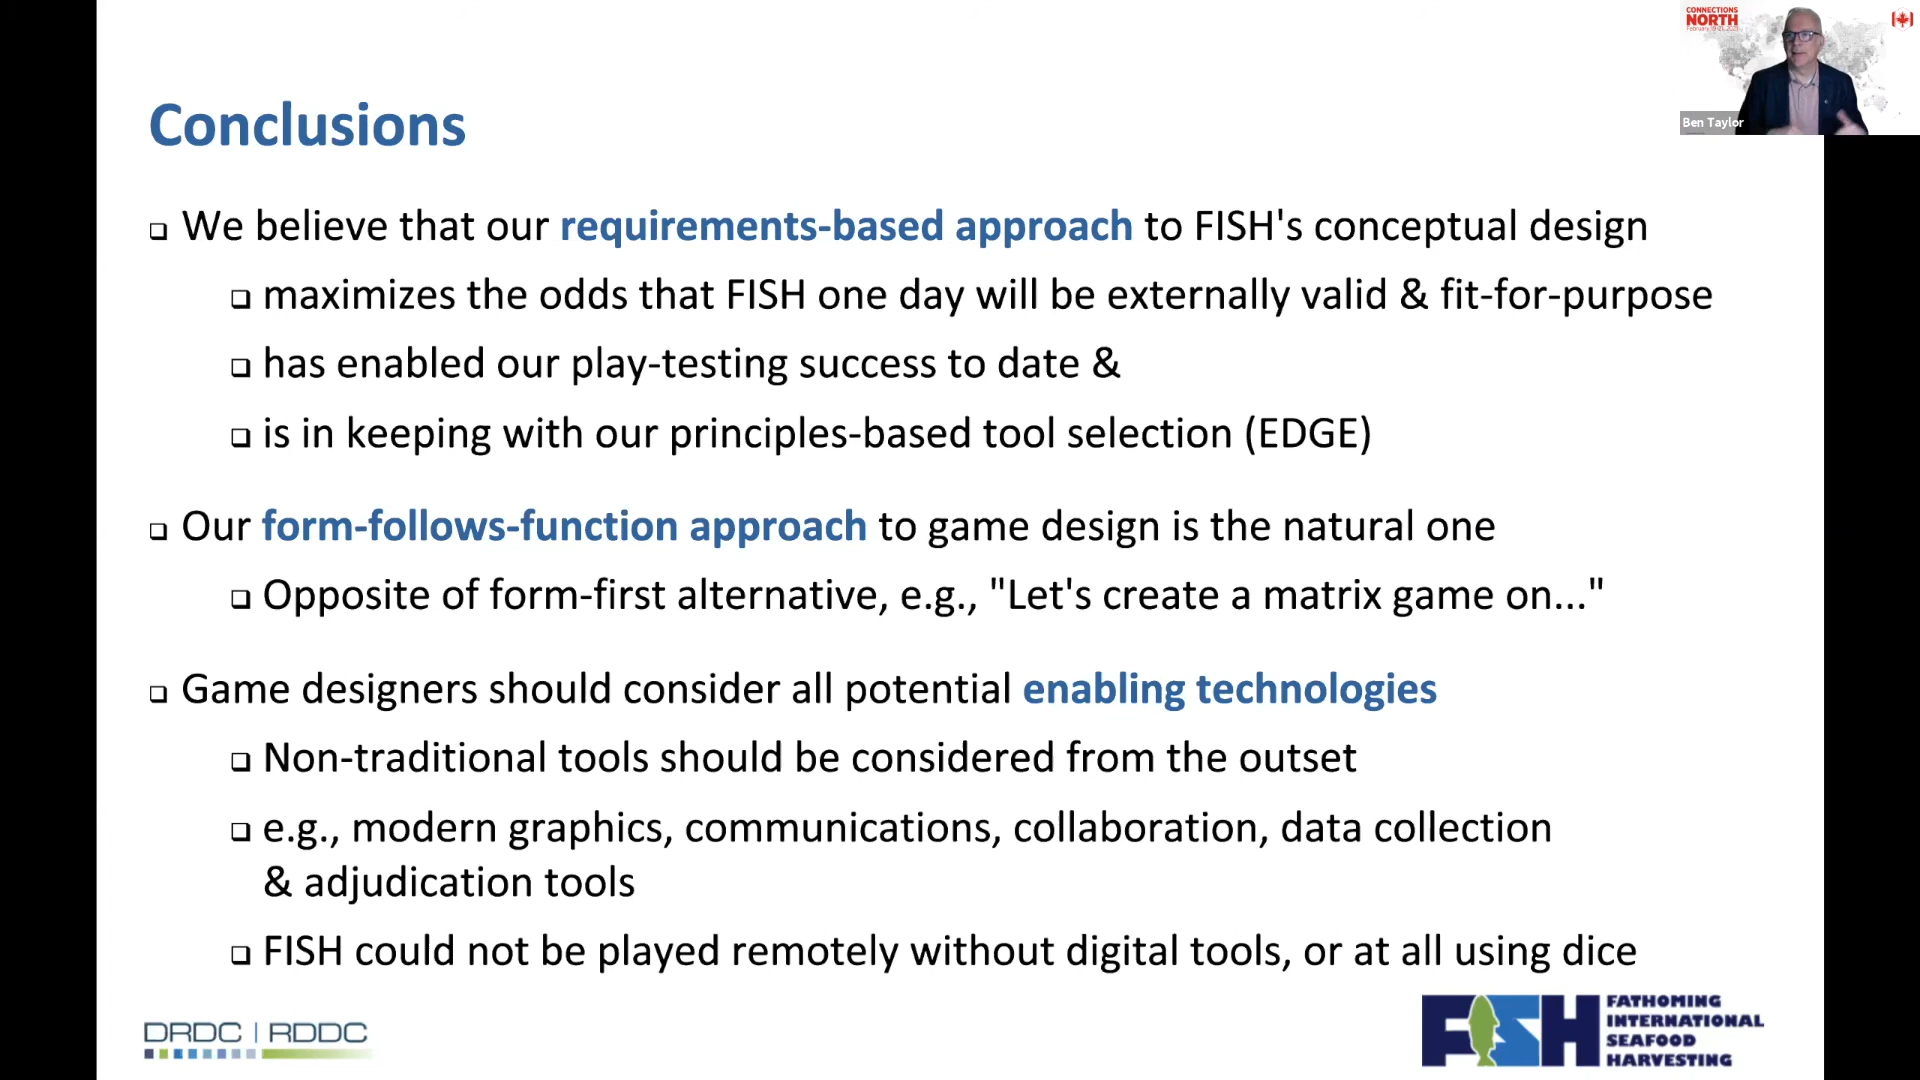 CONNECTIONS
NORTH
Ben Taylor
Conclusions
❑ We believe that our requirements-based approach to FISH's conceptual design
❑ maximizes the odds that FISH one day will be externally valid & fit-for-purpose
❑ has enabled our play-testing success to date &
❑ is in keeping with our principles-based tool selection (EDGE)
❑ Our form-follows-function approach to game design is the natural one
❑ Opposite of form-first alternative, e.g., "Let's create a matrix game on..."
❑ Game designers should consider all potential enabling technologies
❑ Non-traditional tools should be considered from the outset
❑ e.g., modern graphics, communications, collaboration, data collection
& adjudication tools
❑ FISH could not be played remotely without digital tools, or at all using dice
DRDC | RDDC
FISH
FATHOMING
INTERNATIONAL
SEAFOOD
HARVESTING